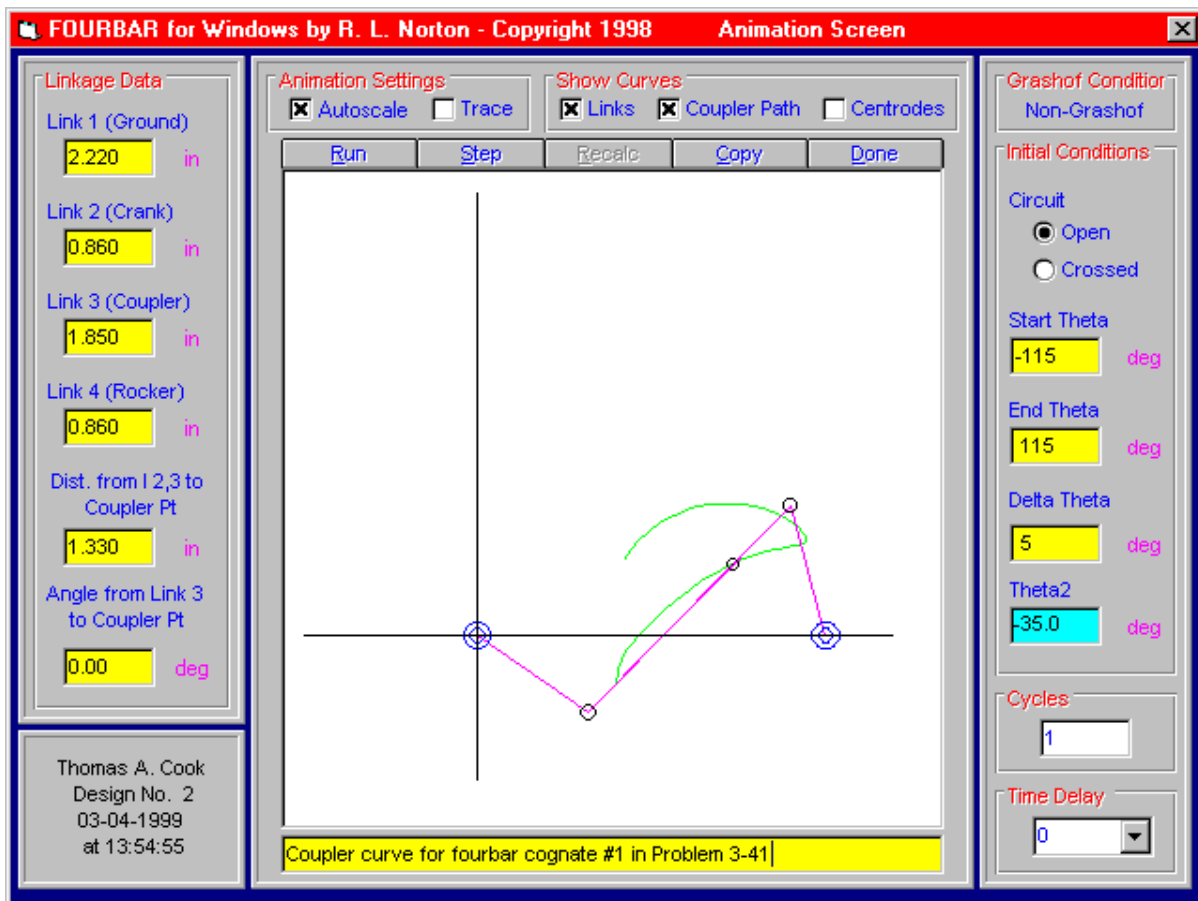 FOURBAR for Windows by R. L. Norton - Copyright 1998 Animation Screen
Linkage Data
Link 1 (Ground)
2.220 in
Link 2 (Crank)
0.860 in
Link 3 (Coupler)
1.850 in
Link 4 (Rocker)
0.860 in
Dist. from I 2,3 to
Coupler Pt
1.330 in
Angle from Link 3
to Coupler Pt
0.00 deg
Thomas A. Cook
Design No. 2
03-04-1999
at 13:54:55
Animation Settings
Autoscale Trace
Show Curves
Links Coupler Path Centrodes
Run Step Recalc Copy Done
Coupler curve for fourbar cognate #1 in Problem 3-41
Grashof Condition
Non-Grashof
Initial Conditions
Circuit
Open
Crossed
Start Theta
-115 deg
End Theta
115 deg
Delta Theta
5 deg
Theta2
-35.0 deg
Cycles
1
Time Delay
0